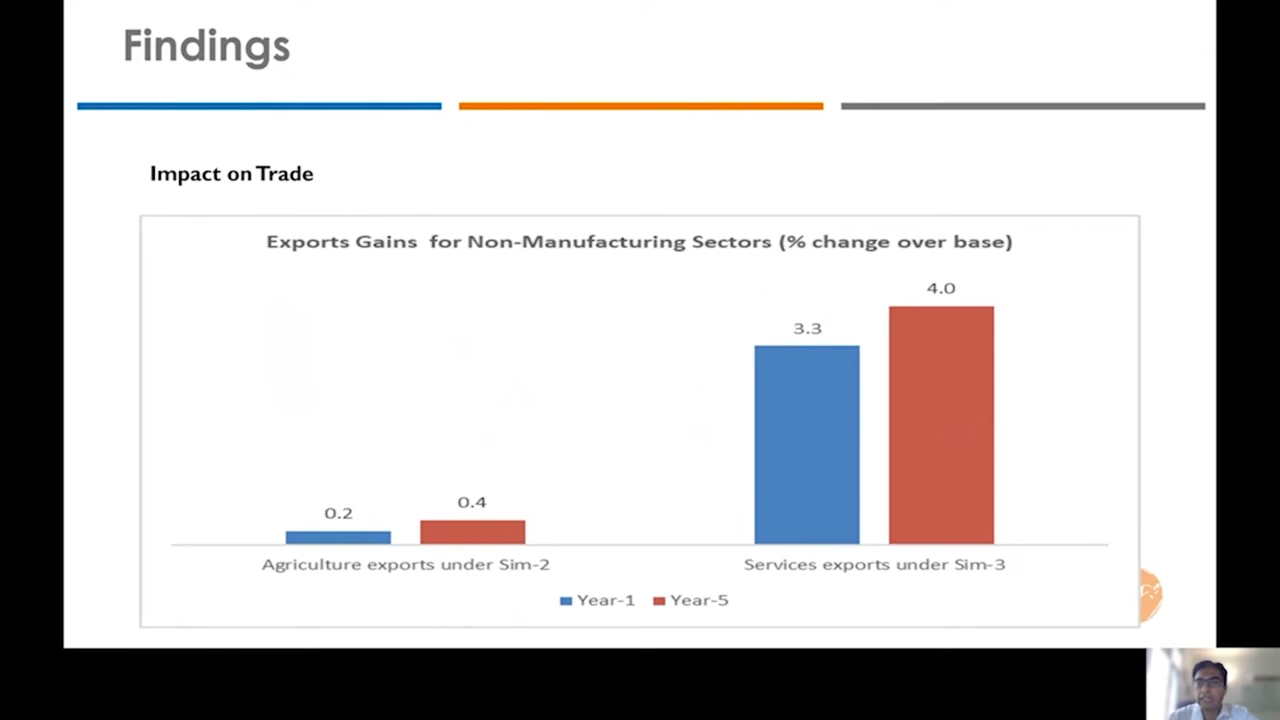 Findings
Impact on Trade
Exports Gains for Non-Manufacturing Sectors (% change over base)
4.0
3.3
0.4
0.2
Agriculture exports under Sim-2
Services exports under Sim-3
Year-1
Year-5